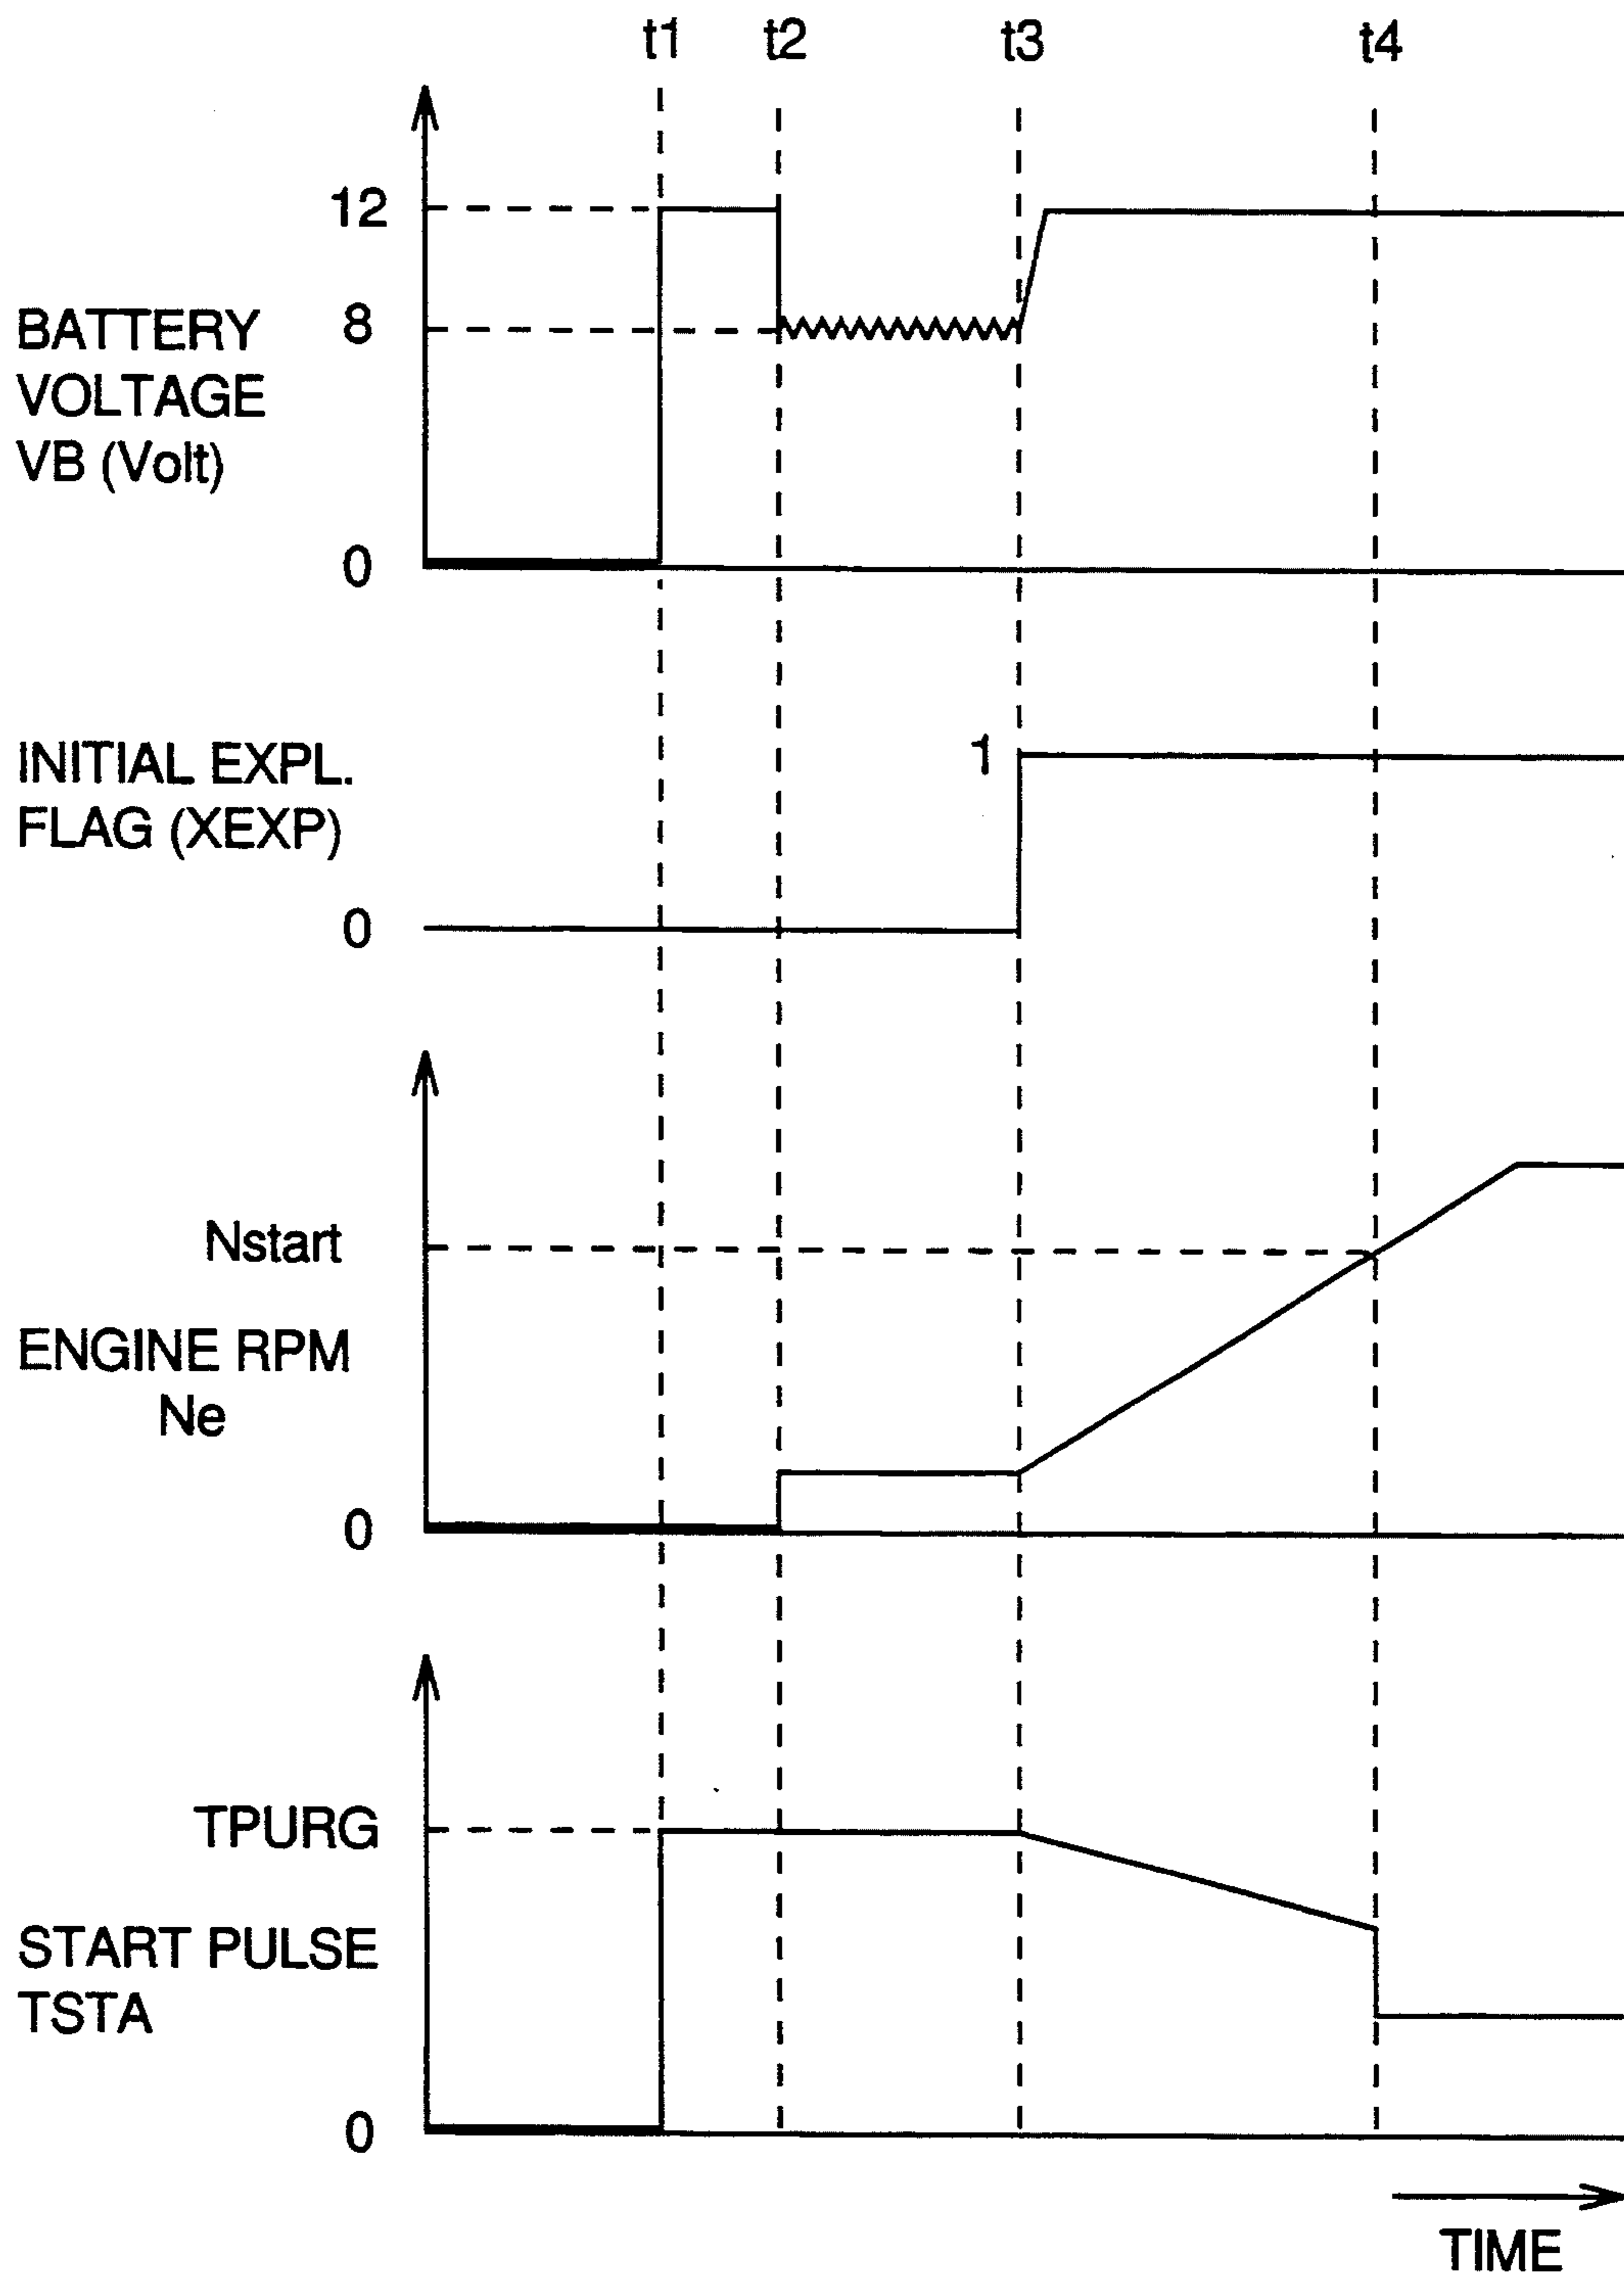 t1 t2 t3 t4
12
8
BATTERY
VOLTAGE
VB (Volt)
0
1
INITIAL EXPL.
FLAG (XEXP)
0
Nstart
ENGINE RPM
Ne
0
TPURG
START PULSE
TSTA
0
TIME